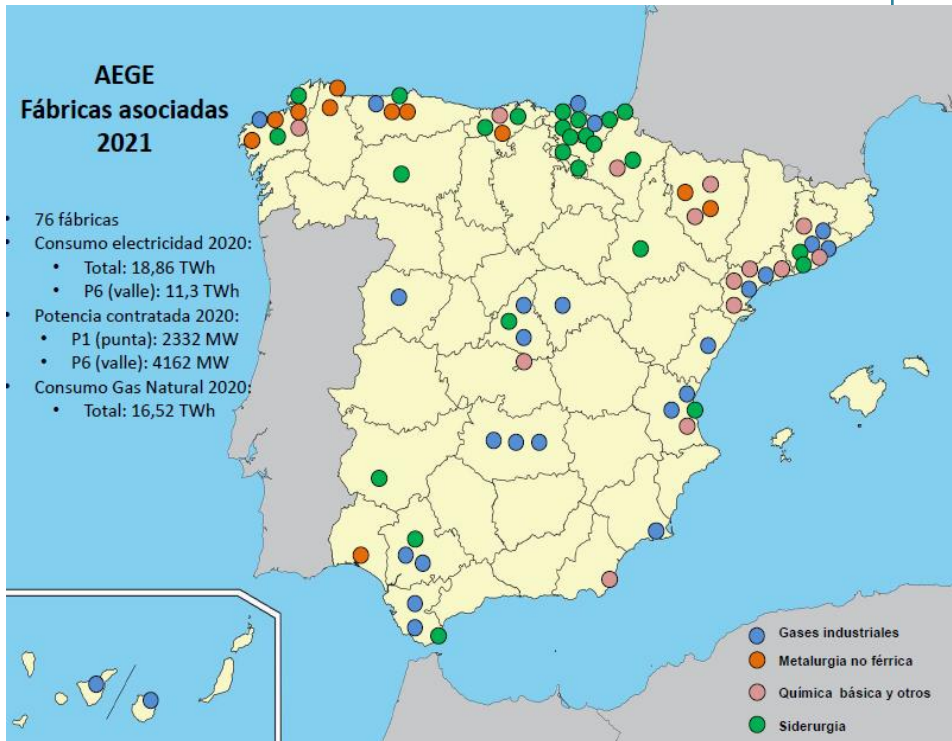 AEGE
Fábricas asociadas
2021
• 76 fábricas
• Consumo electricidad 2020:
• Total: 18,86 TWh
• P6 (valle): 11,3 TWh
• Potencia contratada 2020:
• P1 (punta): 2332 MW
• P6 (valle): 4162 MW
• Consumo Gas Natural 2020:
• Total: 16,52 TWh
Gases industriales
Metalurgia no férrica
Química básica y otros
Siderurgia